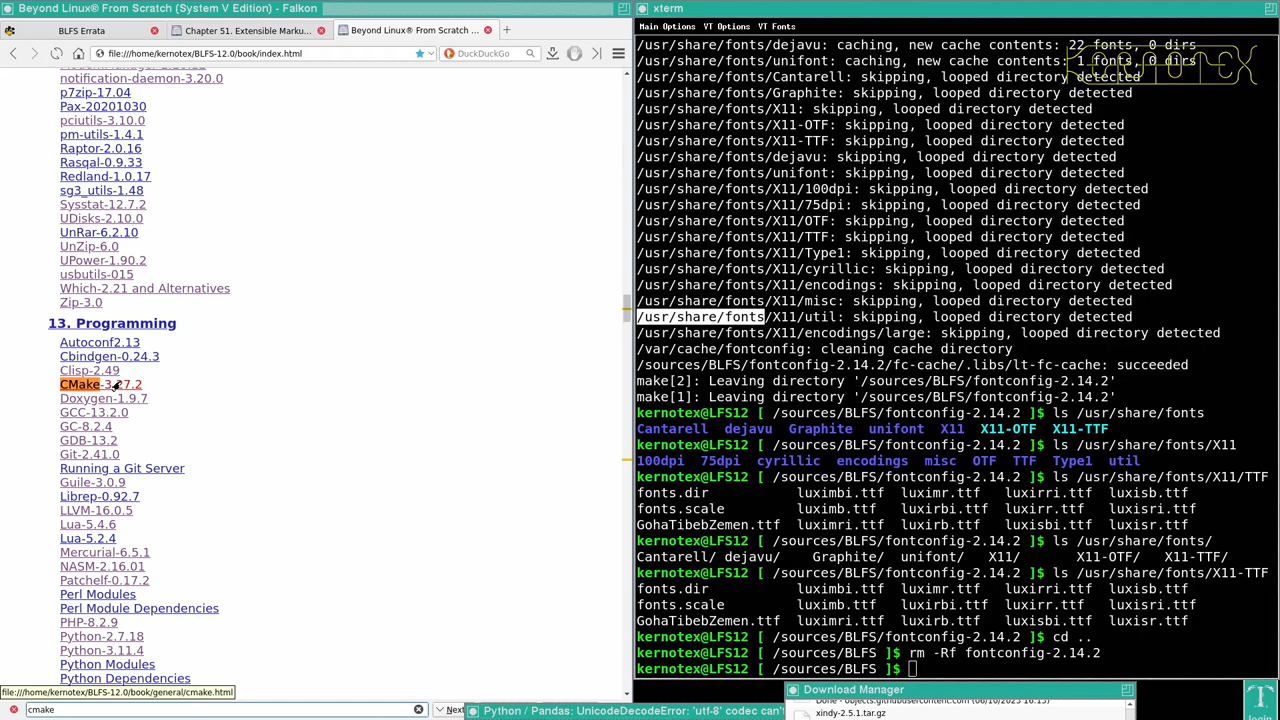 Beyond Linux® From Scratch (System V Edition) - Falkon
BLFS Errata
Chapter 51. Extensible Marku...
Beyond Linux® From Scratch ...
file:///home/kernotex/BLFS-12.0/book/index.html
DuckDuckGo
notification-daemon-3.20.0
p7zip-17.04
Pax-20201030
pciutils-3.10.0
pm-utils-1.4.1
Raptor-2.0.16
Rasqal-0.9.33
Redland-1.0.17
sg3_utils-1.48
Sysstat-12.7.2
UDisks-2.10.0
UnRar-6.2.10
UnZip-6.0
UPower-1.90.2
usbutils-015
Which-2.21 and Alternatives
Zip-3.0
13. Programming
Autoconf2.13
Cbindgen-0.24.3
Clisp-2.49
CMake-3.27.2
Doxygen-1.9.7
GCC-13.2.0
GC-8.2.4
GDB-13.2
Git-2.41.0
Running a Git Server
Guile-3.0.9
Librep-0.92.7
LLVM-16.0.5
Lua-5.4.6
Lua-5.2.4
Mercurial-6.5.1
NASM-2.16.01
Patchelf-0.17.2
Perl Modules
Perl Module Dependencies
PHP-8.2.9
Python-2.7.18
Python-3.11.4
Python Modules
Python Dependencies
file:///home/kernotex/BLFS-12.0/book/general/cmake.html
cmake
Next
xterm
Main Options VT Options VT Fonts
KERNOTEX
/usr/share/fonts/dejavu: caching, new cache contents: 22 fonts, 0 dirs
/usr/share/fonts/unifont: caching, new cache contents: 1 fonts, 0 dirs
/usr/share/fonts/Cantarell: skipping, looped directory detected
/usr/share/fonts/Graphite: skipping, looped directory detected
/usr/share/fonts/X11: skipping, looped directory detected
/usr/share/fonts/X11-OTF: skipping, looped directory detected
/usr/share/fonts/X11-TTF: skipping, looped directory detected
/usr/share/fonts/dejavu: skipping, looped directory detected
/usr/share/fonts/unifont: skipping, looped directory detected
/usr/share/fonts/X11/100dpi: skipping, looped directory detected
/usr/share/fonts/X11/75dpi: skipping, looped directory detected
/usr/share/fonts/X11/OTF: skipping, looped directory detected
/usr/share/fonts/X11/TTF: skipping, looped directory detected
/usr/share/fonts/X11/Type1: skipping, looped directory detected
/usr/share/fonts/X11/cyrillic: skipping, looped directory detected
/usr/share/fonts/X11/encodings: skipping, looped directory detected
/usr/share/fonts/X11/misc: skipping, looped directory detected
/usr/share/fonts/X11/util: skipping, looped directory detected
/usr/share/fonts/X11/encodings/large: skipping, looped directory detected
/var/cache/fontconfig: cleaning cache directory
/sources/BLFS/fontconfig-2.14.2/fc-cache/.libs/lt-fc-cache: succeeded
make[2]: Leaving directory '/sources/BLFS/fontconfig-2.14.2'
make[1]: Leaving directory '/sources/BLFS/fontconfig-2.14.2'
kernotex@LFS12 [ /sources/BLFS/fontconfig-2.14.2 ]$ ls /usr/share/fonts
Cantarell dejavu Graphite unifont X11 X11-OTF X11-TTF
kernotex@LFS12 [ /sources/BLFS/fontconfig-2.14.2 ]$ ls /usr/share/fonts/X11
100dpi 75dpi cyrillic encodings misc OTF TTF Type1 util
kernotex@LFS12 [ /sources/BLFS/fontconfig-2.14.2 ]$ ls /usr/share/fonts/X11/TTF
fonts.dir luximbi.ttf luximr.ttf luxirri.ttf luxisb.ttf
fonts.scale luximb.ttf luxirbi.ttf luxirr.ttf luxisri.ttf
GohaTibebZemen.ttf luximri.ttf luxirb.ttf luxisbi.ttf luxisr.ttf
kernotex@LFS12 [ /sources/BLFS/fontconfig-2.14.2 ]$ ls /usr/share/fonts/
Cantarell/ dejavu/ Graphite/ unifont/ X11/ X11-OTF/ X11-TTF/
kernotex@LFS12 [ /sources/BLFS/fontconfig-2.14.2 ]$ ls /usr/share/fonts/X11-TTF
fonts.dir luximbi.ttf luximr.ttf luxirri.ttf luxisb.ttf
fonts.scale luximb.ttf luxirbi.ttf luxirr.ttf luxisri.ttf
GohaTibebZemen.ttf luximri.ttf luxirb.ttf luxisbi.ttf luxisr.ttf
kernotex@LFS12 [ /sources/BLFS/fontconfig-2.14.2 ]$ cd ..
kernotex@LFS12 [ /sources/BLFS ]$ rm -Rf fontconfig-2.14.2
kernotex@LFS12 [ /sources/BLFS ]$
Python / Pandas: UnicodeDecodeError: 'utf-8' codec can't
Download Manager
xindy-2.5.1.tar.gz
login